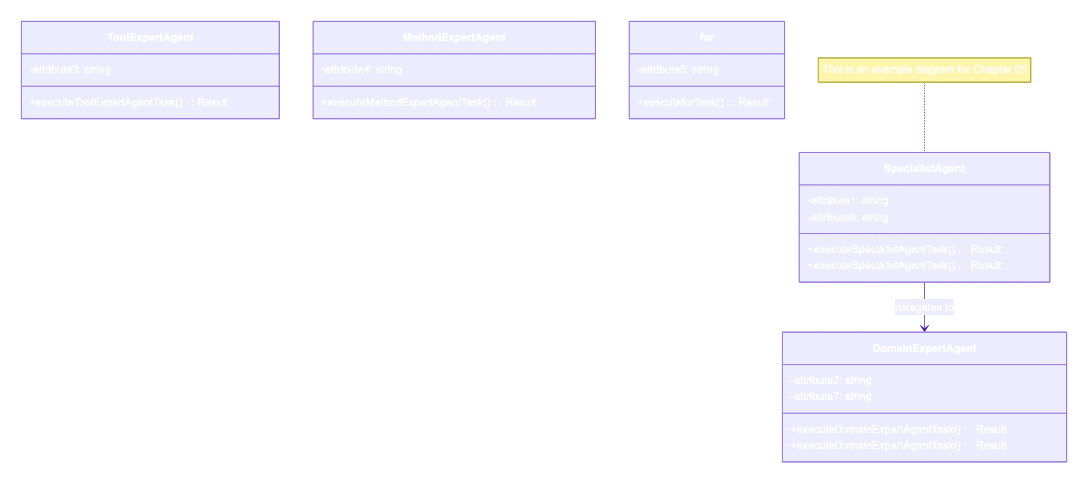 ToolExpertAgent
-attribute3: string
+executeToolExpertAgentTask() : : Result
MethodExpertAgent
-attribute4: string
+executeMethodExpertAgentTask() : : Result
for
-attribute5: string
+executeforTask() : : Result
This is an example diagram for Chapter 05
SpecialistAgent
-attribute1: string
-attribute6: string
+executeSpecialistAgentTask() : : Result
+executeSpecialistAgentTask() : : Result
delegates to
DomainExpertAgent
-attribute2: string
-attribute7: string
+executeDomainExpertAgentTask() : : Result
+executeDomainExpertAgentTask() : : Result